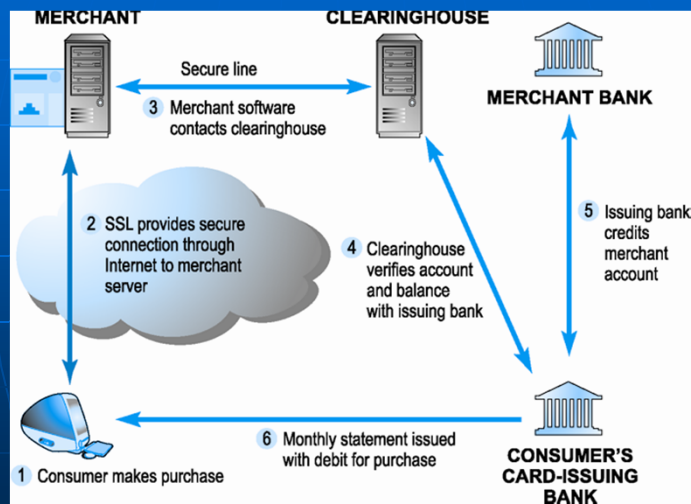 MERCHANT
CLEARINGHOUSE
MERCHANT BANK
Secure line
3 Merchant software
contacts clearinghouse
2 SSL provides secure
connection through
Internet to merchant
server
4 Clearinghouse
verifies account
and balance
with issuing bank
5 Issuing bank
credits
merchant
account
6 Monthly statement issued
with debit for purchase
1 Consumer makes purchase
CONSUMER'S
CARD-ISSUING
BANK